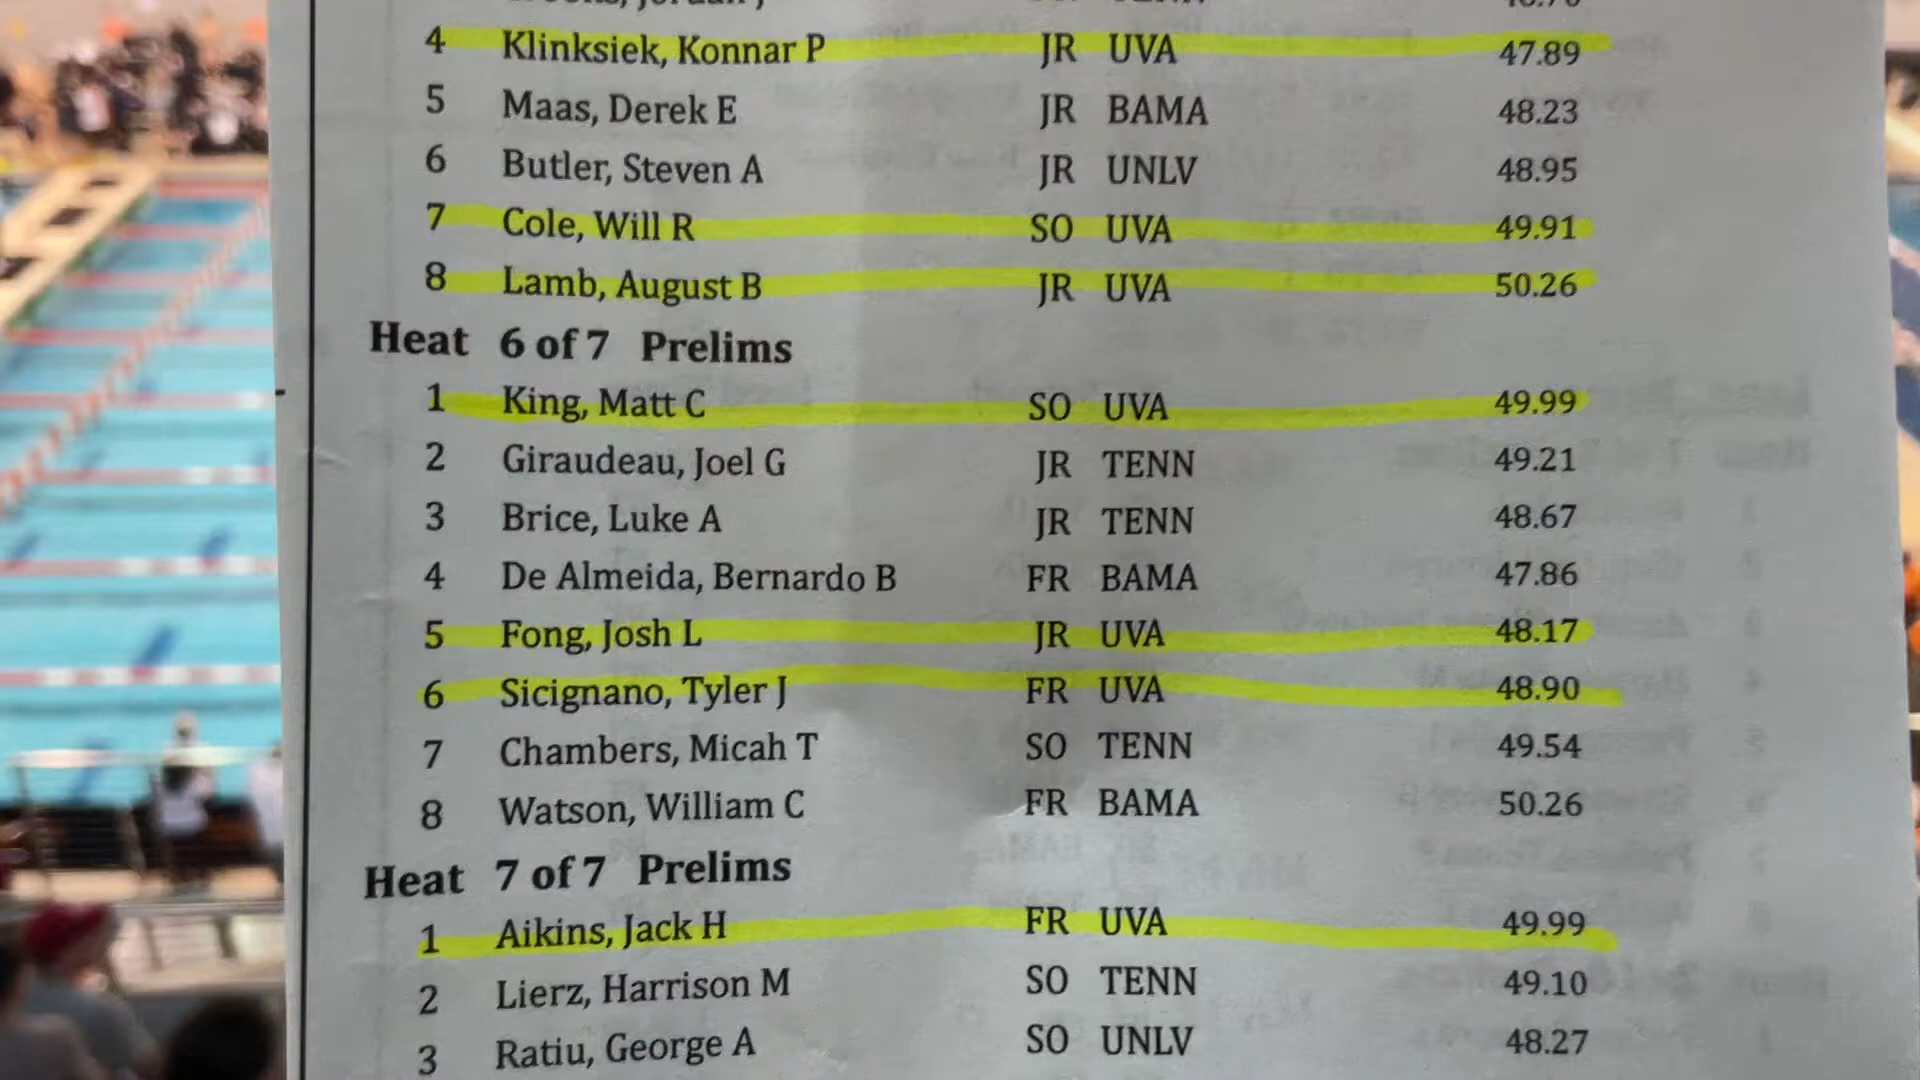 4 Klinksiek, Konnar P JR UVA 47.89
5 Maas, Derek E JR BAMA 48.23
6 Butler, Steven A JR UNLV 48.95
7 Cole, Will R SO UVA 49.91
8 Lamb, August B JR UVA 50.26
Heat 6 of 7 Prelims
1 King, Matt C SO UVA 49.99
2 Giraudeau, Joel G JR TENN 49.21
3 Brice, Luke A JR TENN 48.67
4 De Almeida, Bernardo B FR BAMA 47.86
5 Fong, Josh L JR UVA 48.17
6 Sicignano, Tyler J FR UVA 48.90
7 Chambers, Micah T SO TENN 49.54
8 Watson, William C FR BAMA 50.26
Heat 7 of 7 Prelims
1 Aikins, Jack H FR UVA 49.99
2 Lierz, Harrison M SO TENN 49.10
3 Ratiu, George A SO UNLV 48.27